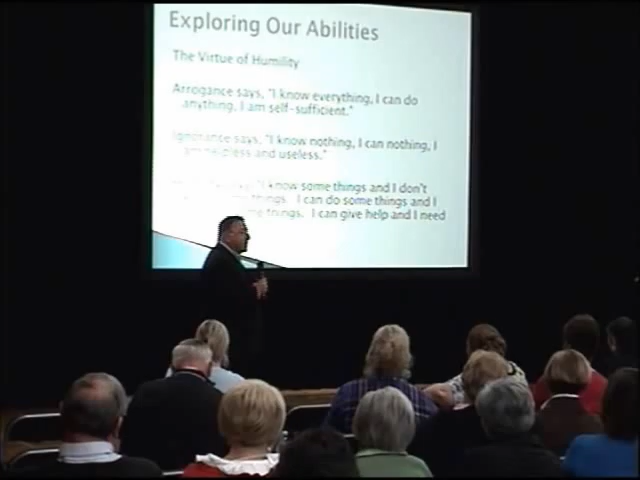 Exploring Our Abilities
The Virtue of Humility
Arrogance says, "I know everything, I can do
anything, I am self-sufficient."
Ignorance says, "I know nothing, I can nothing, I
am helpless and useless."
"I know some things and I don't
things. I can do some things and I
some things. I can give help and I need